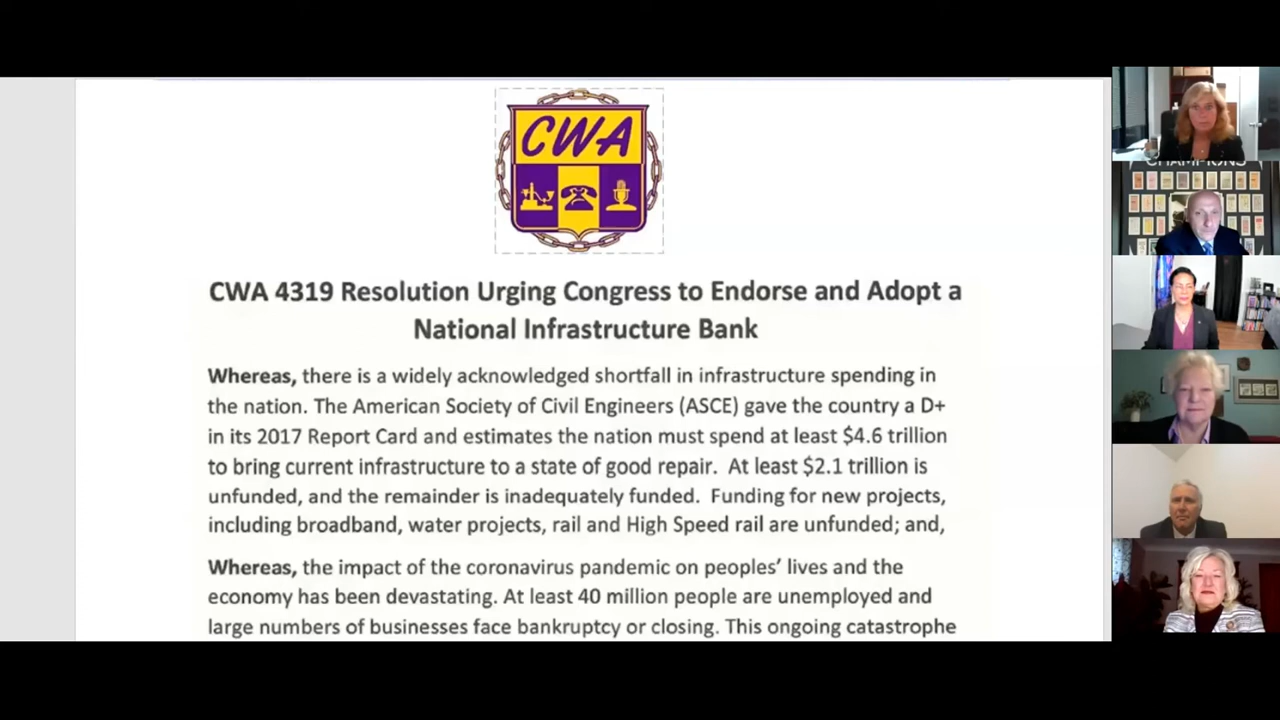 CWA
CWA 4319 Resolution Urging Congress to Endorse and Adopt a
National Infrastructure Bank
Whereas, there is a widely acknowledged shortfall in infrastructure spending in
the nation. The American Society of Civil Engineers (ASCE) gave the country a D+
in its 2017 Report Card and estimates the nation must spend at least $4.6 trillion
to bring current infrastructure to a state of good repair. At least $2.1 trillion is
unfunded, and the remainder is inadequately funded. Funding for new projects,
including broadband, water projects, rail and High Speed rail are unfunded; and,
Whereas, the impact of the coronavirus pandemic on peoples’ lives and the
economy has been devastating. At least 40 million people are unemployed and
large numbers of businesses face bankruptcy or closing. This ongoing catastrophe
CHAMPIONS